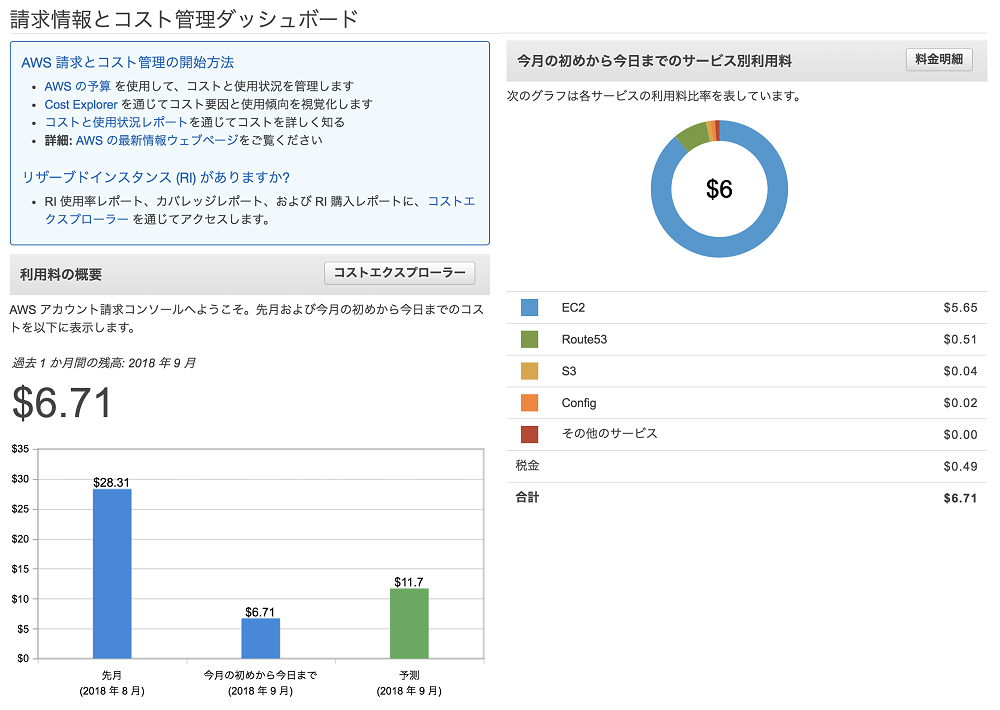 請求情報とコスト管理ダッシュボード
AWS 請求とコスト管理の開始方法
• AWS の予算 を使用して、コストと使用状況を管理します
• Cost Explorer を通じてコスト要因と使用傾向を視覚化します
• コストと使用状況レポートを通じてコストを詳しく知る
• 詳細: AWS の最新情報ウェブページをご覧ください
リザーブドインスタンス (RI) がありますか?
• RI 使用率レポート、カバレッジレポート、および RI 購入レポートに、コストエ
クスプローラー を通じてアクセスします。
利用料の概要
コストエクスプローラー
AWS アカウント請求コンソールへようこそ。先月および今月の初めから今日までのコス
トを以下に表示します。
過去 1 か月間の残高: 2018 年 9 月
$6.71
$35
$30
$25
$20
$15
$10
$5
$0
$28.31
$6.71
$11.7
先月
(2018 年 8 月)
今月の初めから今日まで
(2018 年 9 月)
予測
(2018 年 9 月)
今月の初めから今日までのサービス別利用料
料金明細
次のグラフは各サービスの利用料比率を表しています。
$6
EC2 $5.65
Route53 $0.51
S3 $0.04
Config $0.02
その他のサービス $0.00
税金 $0.49
合計 $6.71